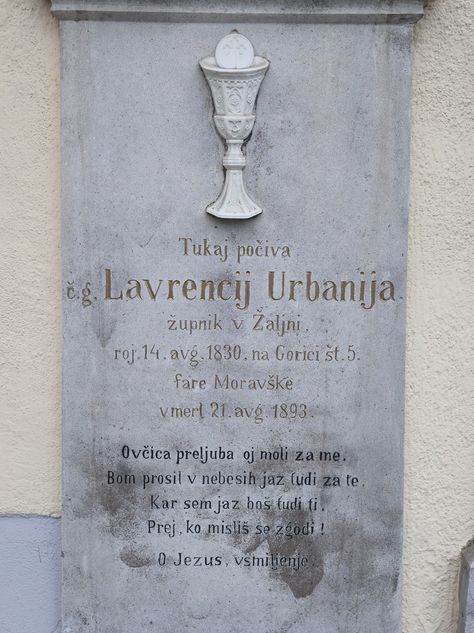 Tukaj počiva
č.g. Lavrencij Urbanija
župnik v Žaljni.
roj. 14. avg. 1830. na Gorici št. 5.
fare Moravške
vmerl 21. avg. 1893.
Ovčica preljuba oj moli za me.
Bom prosil v nebesih jaz tudi za te.
Kar sem jaz boš tudi ti,
Prej, ko misliš se zgodi!
O Jezus, vsmiljenje.